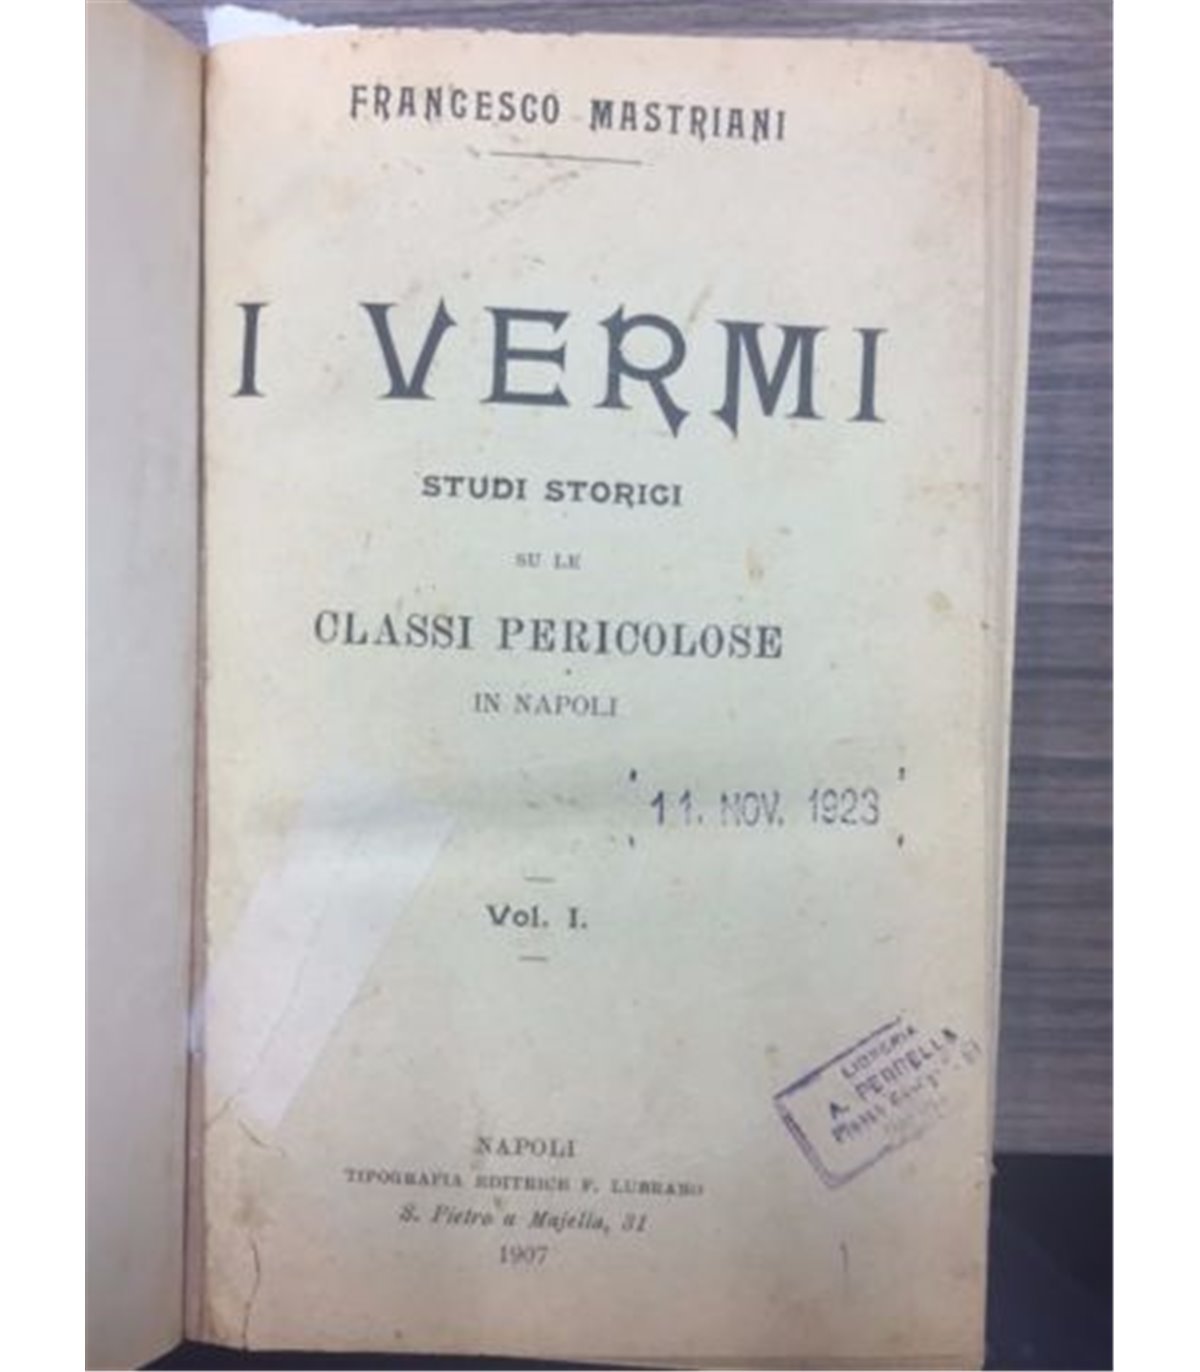 FRANCESCO MASTRIANI
I VERMI
STUDI STORICI
SU LE
CLASSI PERICOLOSE
IN NAPOLI
11. NOV. 1923
Vol. I.
LIBRERIA
A. PERRELLA
NAPOLI
TIPOGRAFIA EDITRICE F. LUBRANO
S. Pietro a Majella, 31
1907